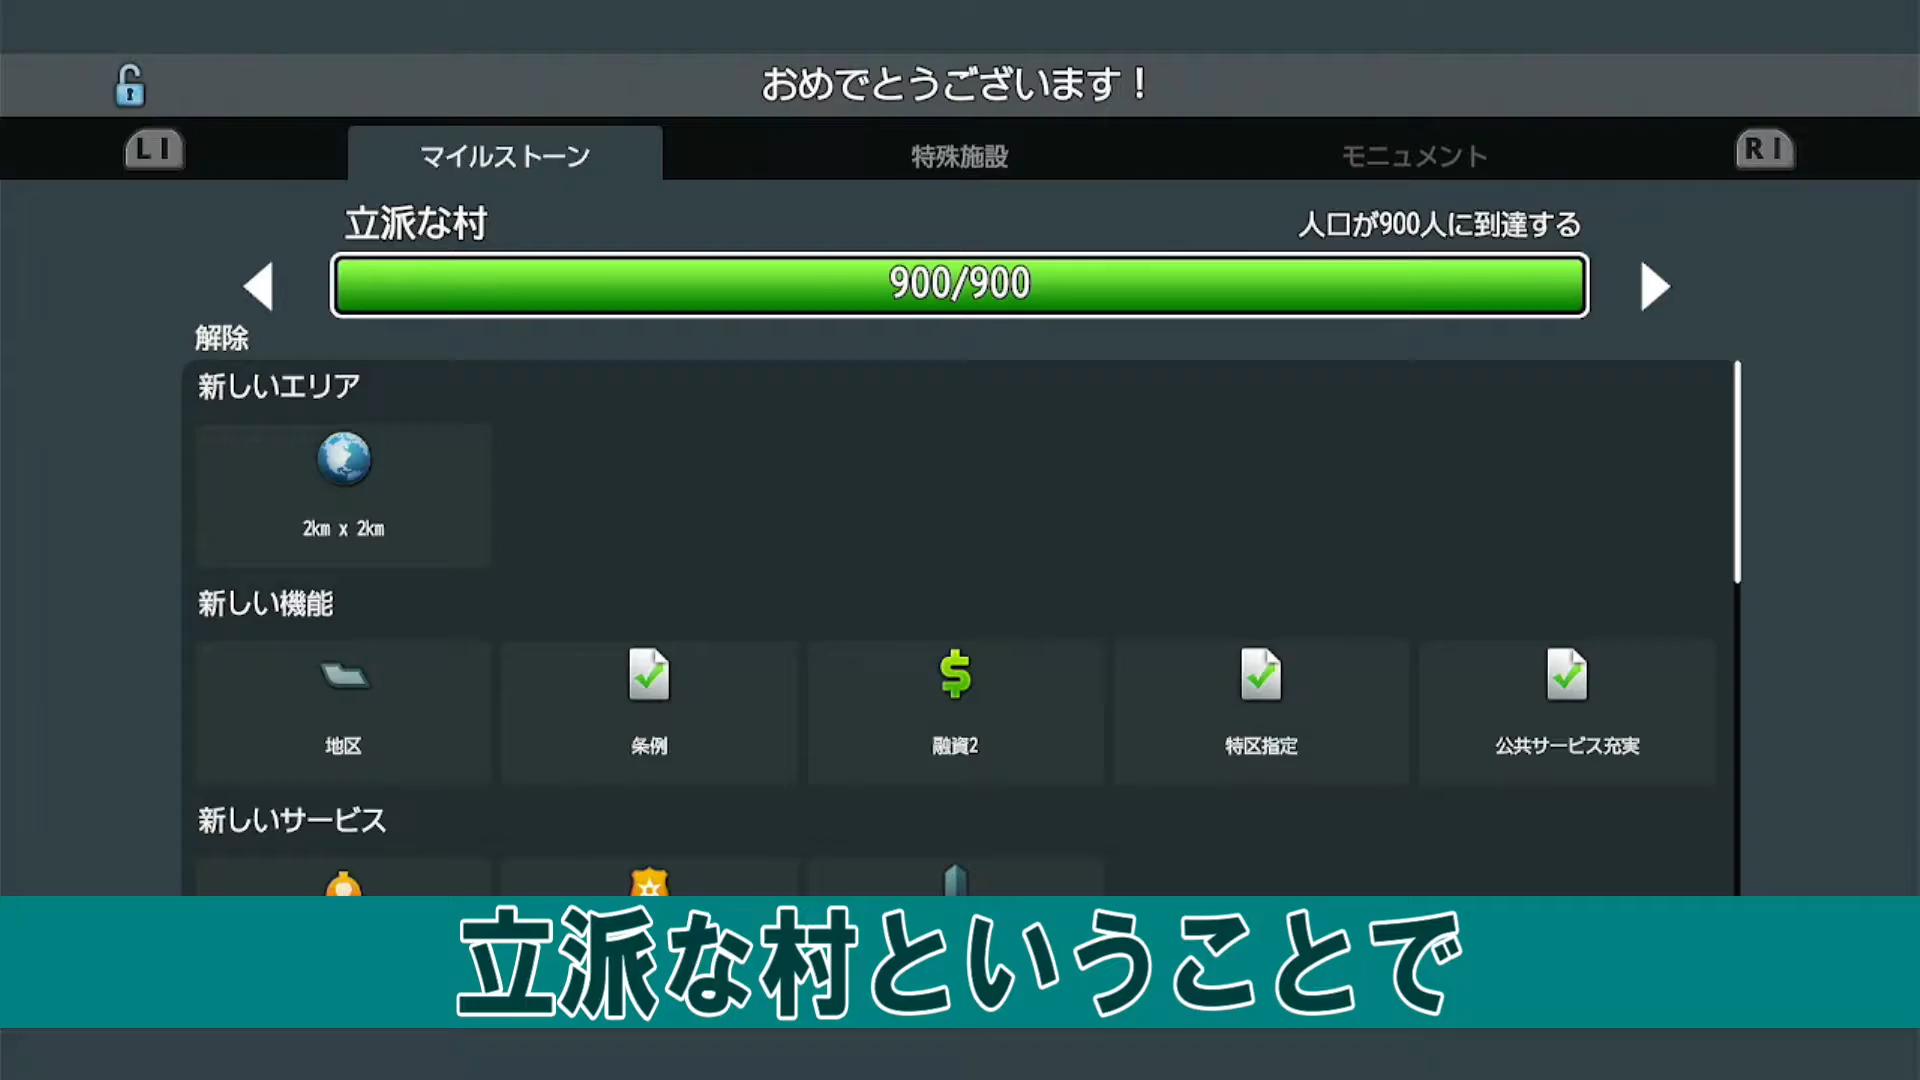 おめでとうございます！
L1
マイルストーン
特殊施設
モニュメント
R1
立派な村
人口が900人に到達する
900/900
解除
新しいエリア
2km x 2km
新しい機能
地区
条例
融資2
特区指定
公共サービス充実
新しいサービス
立派な村ということで